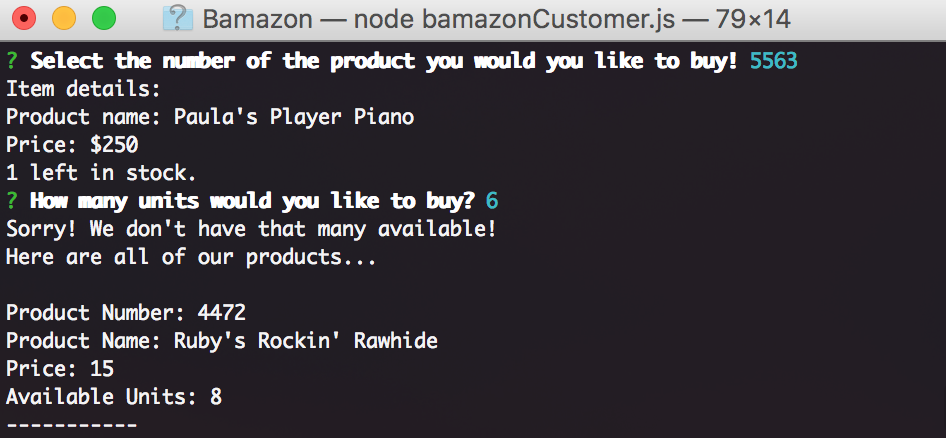 Bamazon — node bamazonCustomer.js — 79×14
? Select the number of the product you would you like to buy! 5563
Item details:
Product name: Paula's Player Piano
Price: $250
1 left in stock.
? How many units would you like to buy? 6
Sorry! We don't have that many available!
Here are all of our products...
Product Number: 4472
Product Name: Ruby's Rockin' Rawhide
Price: 15
Available Units: 8
-----------